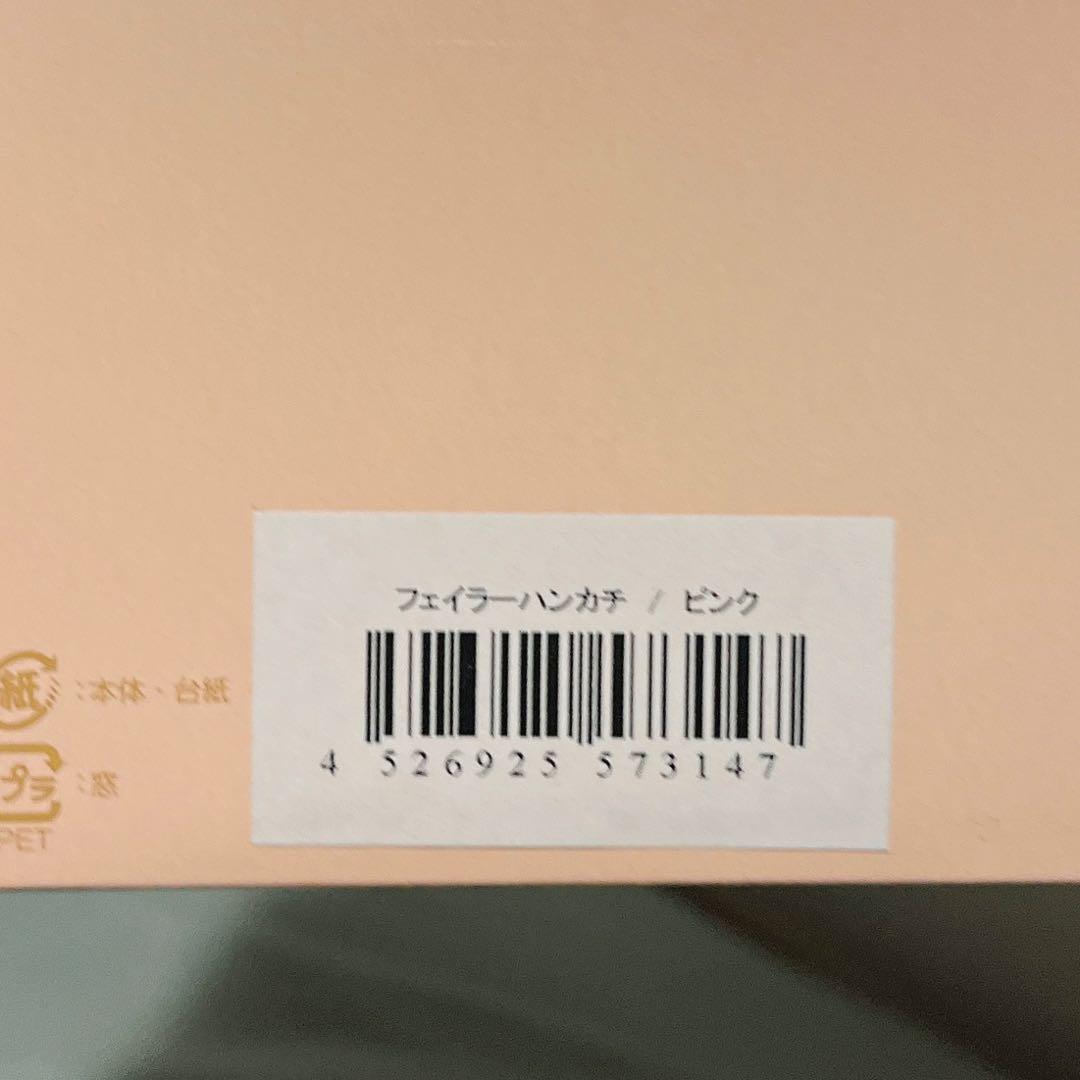 フェイラーハンカチ / ピンク
4 526925 573147
紙 :本体・台紙
プラ :窓
PET